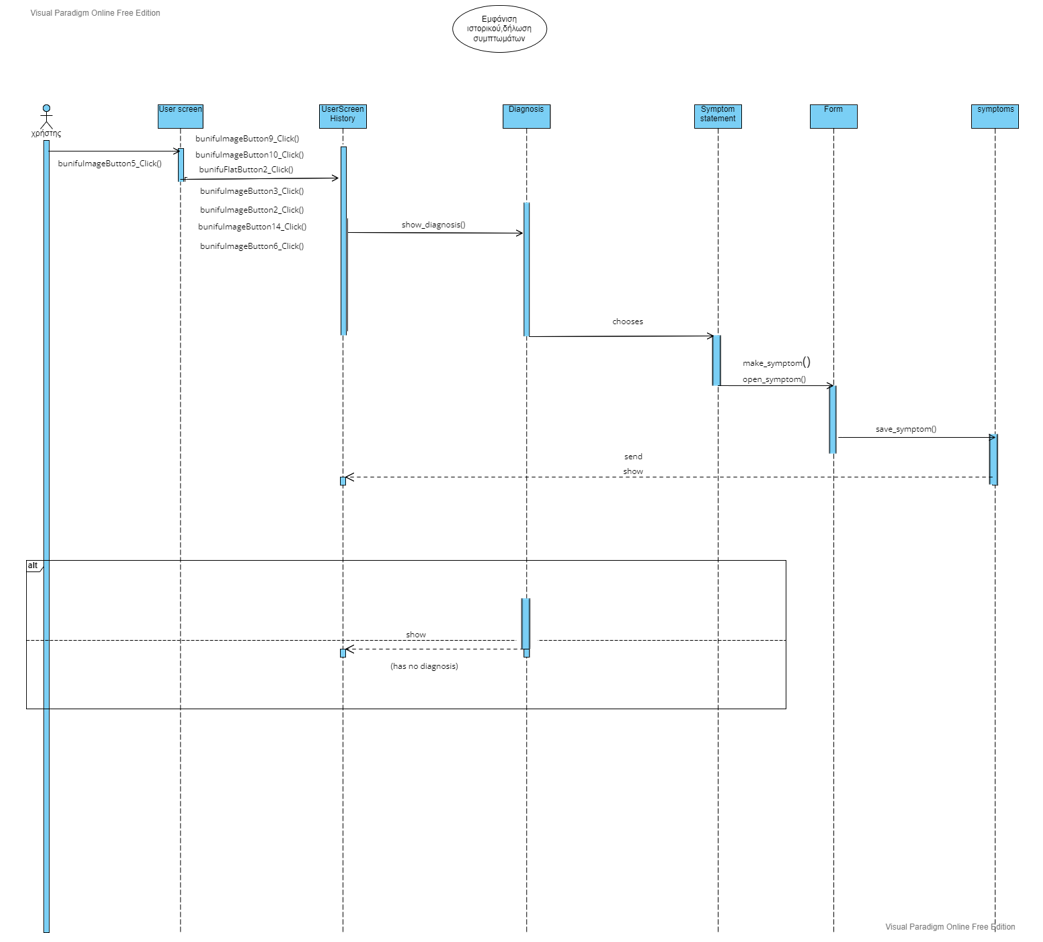 Visual Paradigm Online Free Edition
Εμφάνιση
ιστορικού,δήλωση
συμπτωμάτων
χρήστης
User screen
UserScreen
History
Diagnosis
Symptom
statement
Form
symptoms
bunifuImageButton9_Click()
bunifuImageButton10_Click()
bunifuImageButton5_Click()
bunifuFlatButton2_Click()
bunifuImageButton3_Click()
bunifuImageButton2_Click()
bunifuImageButton14_Click()
show_diagnosis()
bunifuImageButton6_Click()
chooses
make_symptom()
open_symptom()
save_symptom()
send
show
alt
show
(has no diagnosis)
Visual Paradigm Online Free Edition